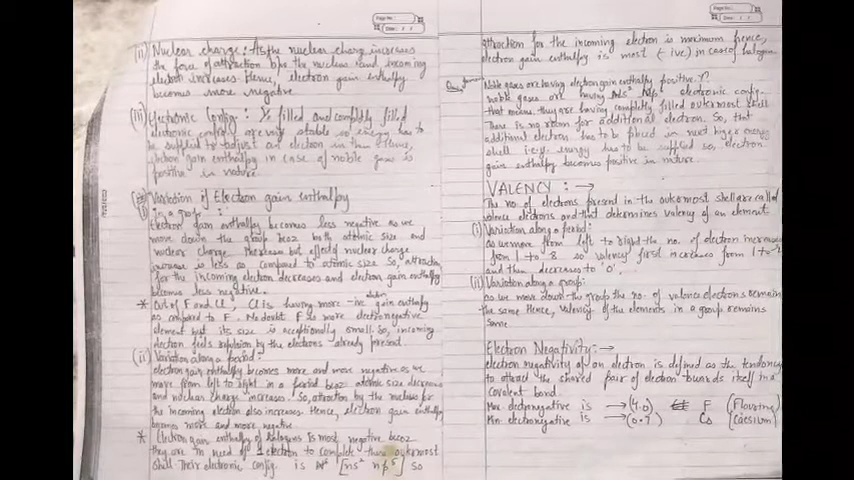 Page No.:
Date:
(ii) Nuclear charge: As the nuclear charge increases
the force of attraction b/w the nucleus and incoming
electron increases. Hence, electron gain enthalpy
becomes more negative.
(iii) Electronic Config: ½ filled and completly filled
electronic config are very stable so energy has to
be supplied to adjust an electron in them. Hence,
electron gain enthalpy in case of noble gases is
positive in nature.
Variation of Electron gain enthalpy
(i) in a group:
Electron gain enthalpy becomes less negative as we
move down the group becoz both atomic size and
nuclear charge increases but effect of nuclear charge
increase is less as compared to atomic size So, attraction
for the incoming electron decreases and electron gain enthalpy
becomes less negative.
* Out of F and Cl, Cl is having more -ive electron gain enthalpy
as compared to F. No doubt F is more electronegative
element but its size is exceptionally small. So, incoming
electron feels repulsion by the electrons already present.
(ii) Variation along a period:
electron gain enthalpy becomes more and more negative as we
move from left to right in a period becoz atomic size decreases
and nuclear charge increases. So, attraction by the nucleus for
the incoming electron also increases. Hence, electron gain enthalpy
becomes more and more negative.
* Electron gain enthalpy of halogens is most negative becoz
they are in need of 1 electron to complete their outermost
shell. Their electronic config. is [ns² np⁵] so
Page No.:
Date:
attraction for the incoming electron is maximum hence,
electron gain enthalpy is most (-ive) in case of halogen.
Noble gases are having electron gain enthalpy positive. Y?
noble gases are having ns² np⁶ electronic config-
that means, they are having completly filled outermost shell
There is no room for additional electron. So, that
additional electron has to be placed in next higher energy
shell i.e. energy has to be supplied so, electron
gain enthalpy becomes positive in nature.
VALENCY : →
The no of electrons present in the outermost shell are called
valence electrons and that determines valency of an element.
(i) Variation along a period:
as we move from left to right the no. of electron increases
from 1 to 8 so valency first increases from 1 to
and then decreases to '0'.
(ii) Variation along a group:
as we move down the group the no. of valence electrons remain
the same Hence, Valency of the elements in a group remains
same.
Electron Negativity: →
electron negativity of an electron is defined as the tendency
to attract the shared pair of electron towards itself in a
covalent bond.
Max electronegative is → (4.0) F (Flourine)
Min electronegative is → (0.7) Cs (Caesium)